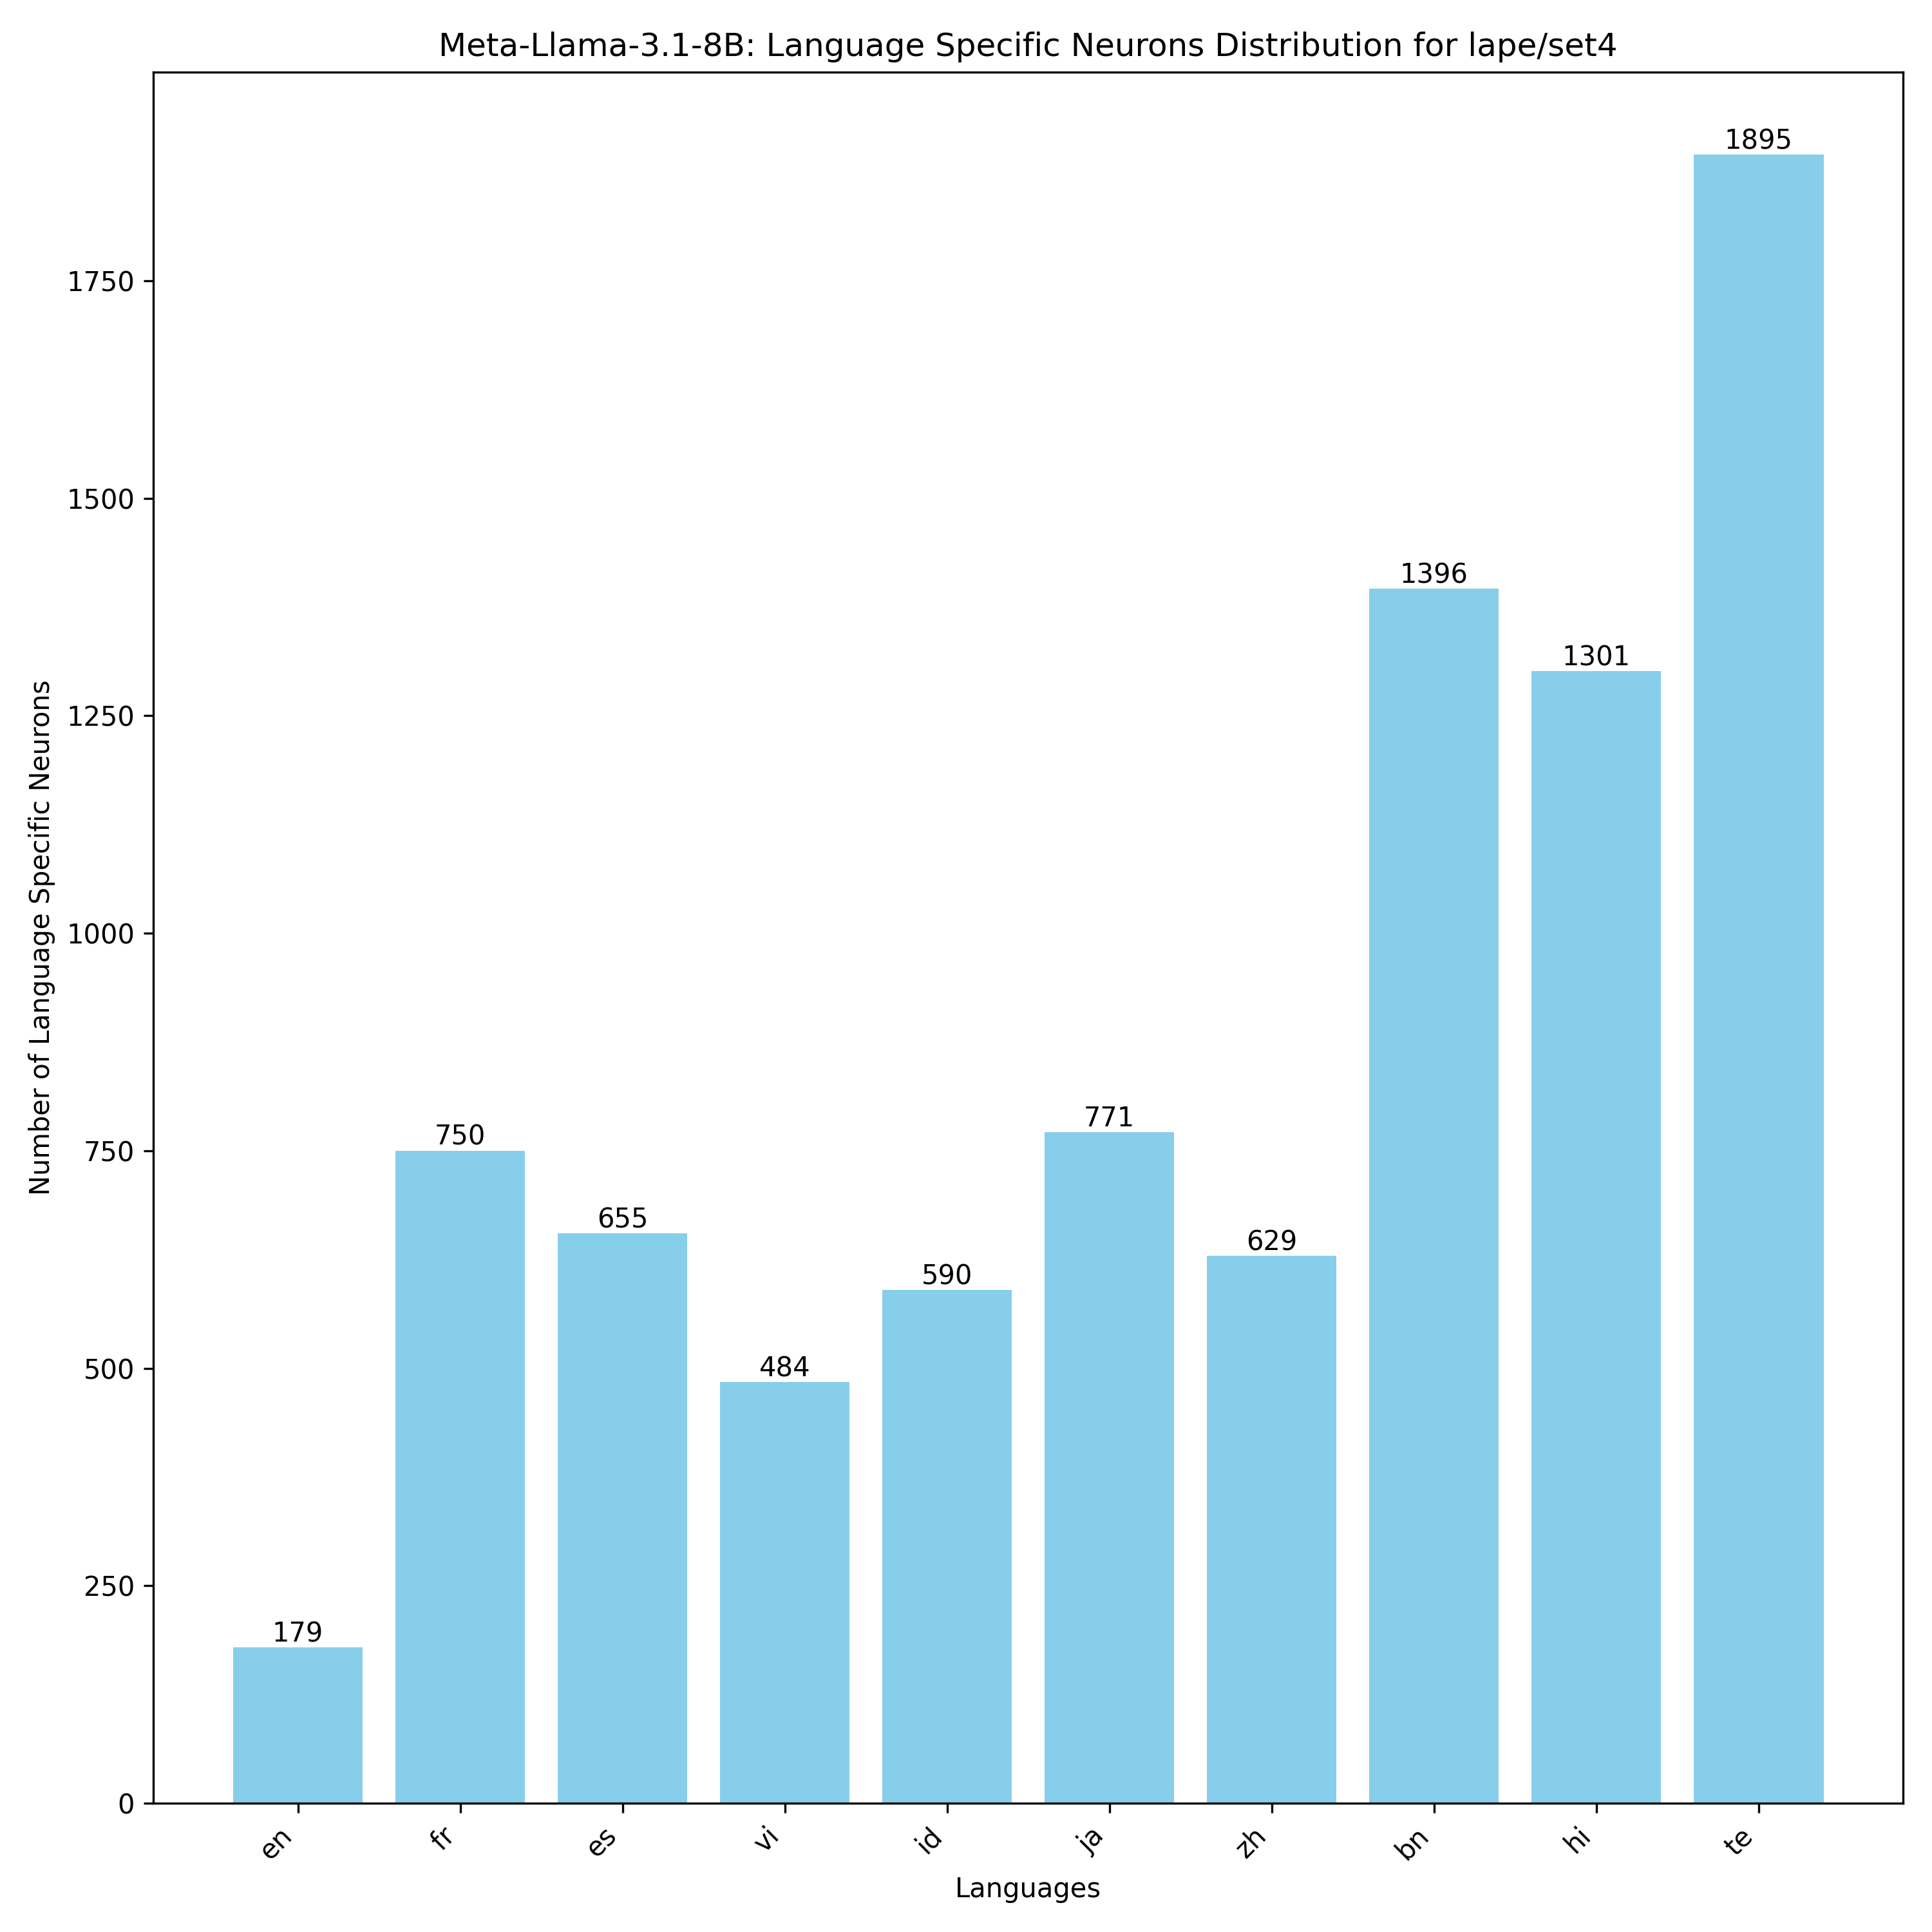 Meta-Llama-3.1-8B: Language Specific Neurons Distribution for lape/set4
Number of Language Specific Neurons
1750
1500
1250
1000
750
500
250
0
179
750
655
484
590
771
629
1396
1301
1895
en
fr
es
vi
id
ja
zh
bn
hi
te
Languages